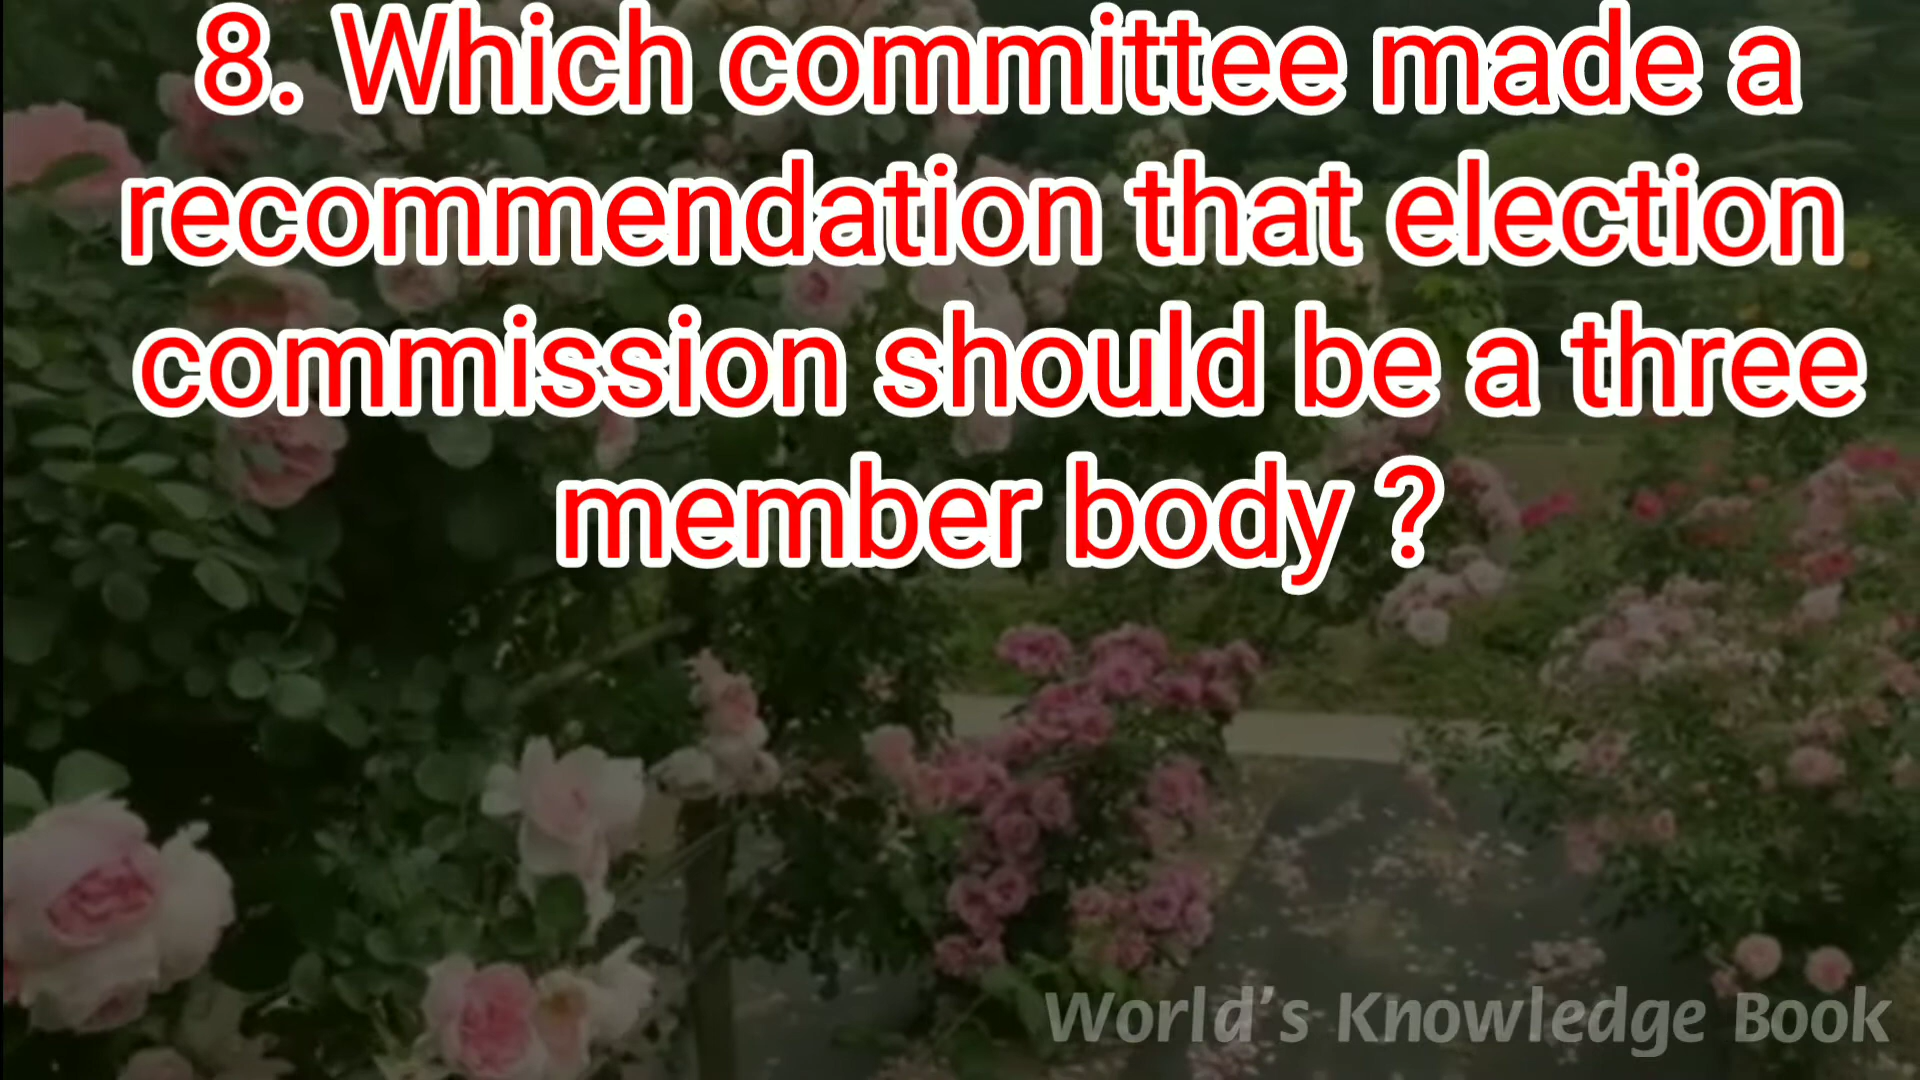 8. Which committee made a
recommendation that election
commission should be a three
member body ?
World's Knowledge Book